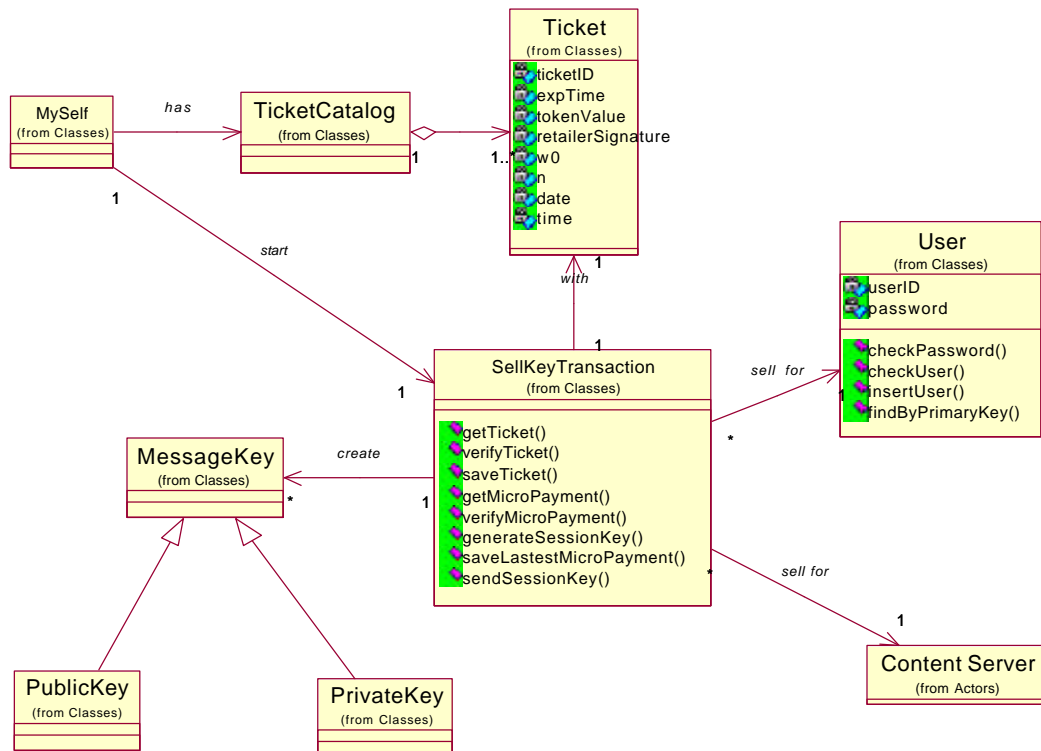 Ticket
(from Classes)
ticketID
expTime
tokenValue
retailerSignature
w0
n
date
time
MySelf
(from Classes)
has
TicketCatalog
(from Classes)
1
1..*
1
start
1
with
1
1
User
(from Classes)
userID
password
checkPassword()
checkUser()
insertUser()
findByPrimaryKey()
sell for
1
*
SellKeyTransaction
(from Classes)
getTicket()
verifyTicket()
saveTicket()
getMicroPayment()
verifyMicroPayment()
generateSessionKey()
saveLastestMicroPayment()
sendSessionKey()
MessageKey
(from Classes)
create
*
1
*
sell for
1
Content Server
(from Actors)
PublicKey
(from Classes)
PrivateKey
(from Classes)